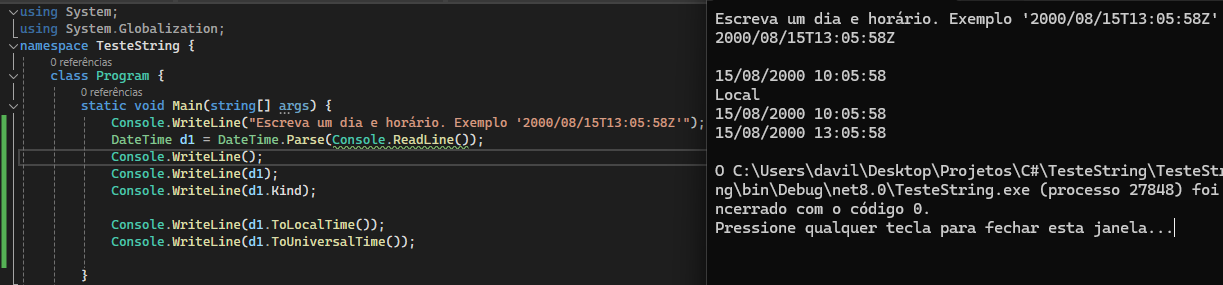 using System;
using System.Globalization;
namespace TesteString {
0 referências
class Program {
0 referências
static void Main(string[] args) {
Console.WriteLine("Escreva um dia e horário. Exemplo '2000/08/15T13:05:58Z'");
DateTime d1 = DateTime.Parse(Console.ReadLine());
Console.WriteLine();
Console.WriteLine(d1);
Console.WriteLine(d1.Kind);
Console.WriteLine(d1.ToLocalTime());
Console.WriteLine(d1.ToUniversalTime());
}
Escreva um dia e horário. Exemplo '2000/08/15T13:05:58Z'
2000/08/15T13:05:58Z
15/08/2000 10:05:58
Local
15/08/2000 10:05:58
15/08/2000 13:05:58
O C:\Users\davil\Desktop\Projetos\C#\TesteString\TesteStr
ng\bin\Debug\net8.0\TesteString.exe (processo 27848) foi
ncerrado com o código 0.
Pressione qualquer tecla para fechar esta janela...